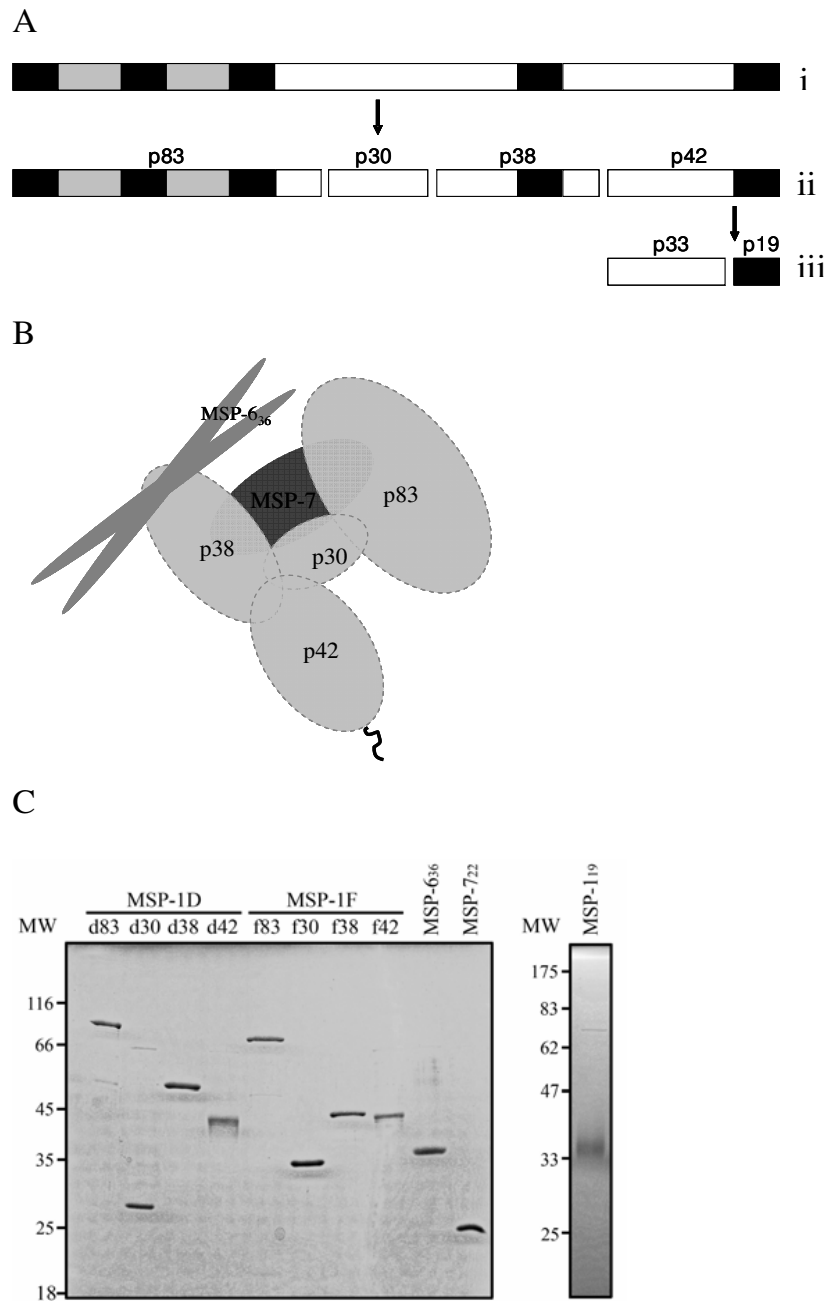 A
i
p83 p30 p38 p42
ii
p33 p19
iii
B
MSP-6₃₆
MSP-7
p83
p38
p30
p42
C
MSP-1D MSP-1F MSP-6₃₆ MSP-7₂₂ MSP-1₁₉
MW d83 d30 d38 d42 f83 f30 f38 f42 MW
116
66
45
35
25
18
175
83
62
47
33
25